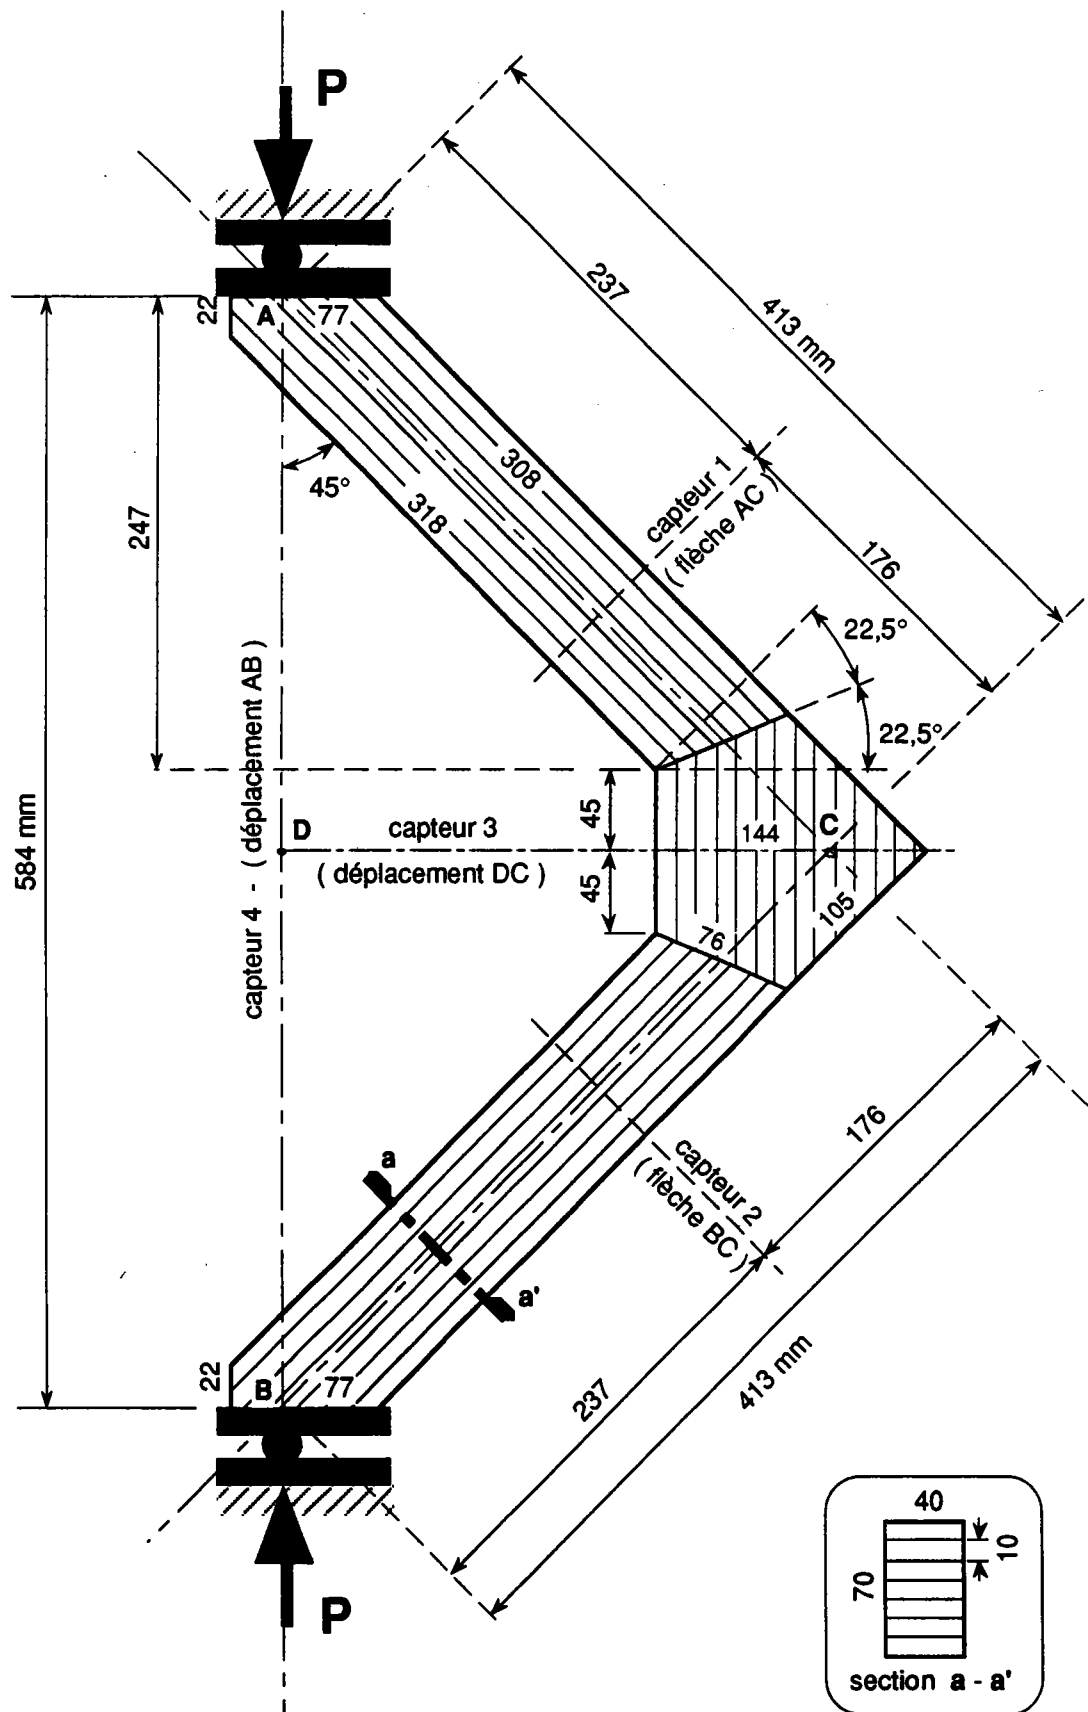 P
237
413 mm
22
A
77
308
318
45°
247
capteur 1
( flèche AC )
176
22,5°
22,5°
584 mm
capteur 4 - ( déplacement AB )
D
capteur 3
( déplacement DC )
45
45
144
C
105
76
176
capteur 2
( flèche BC )
a
a'
237
413 mm
22
B
77
P
40
10
70
section a - a'